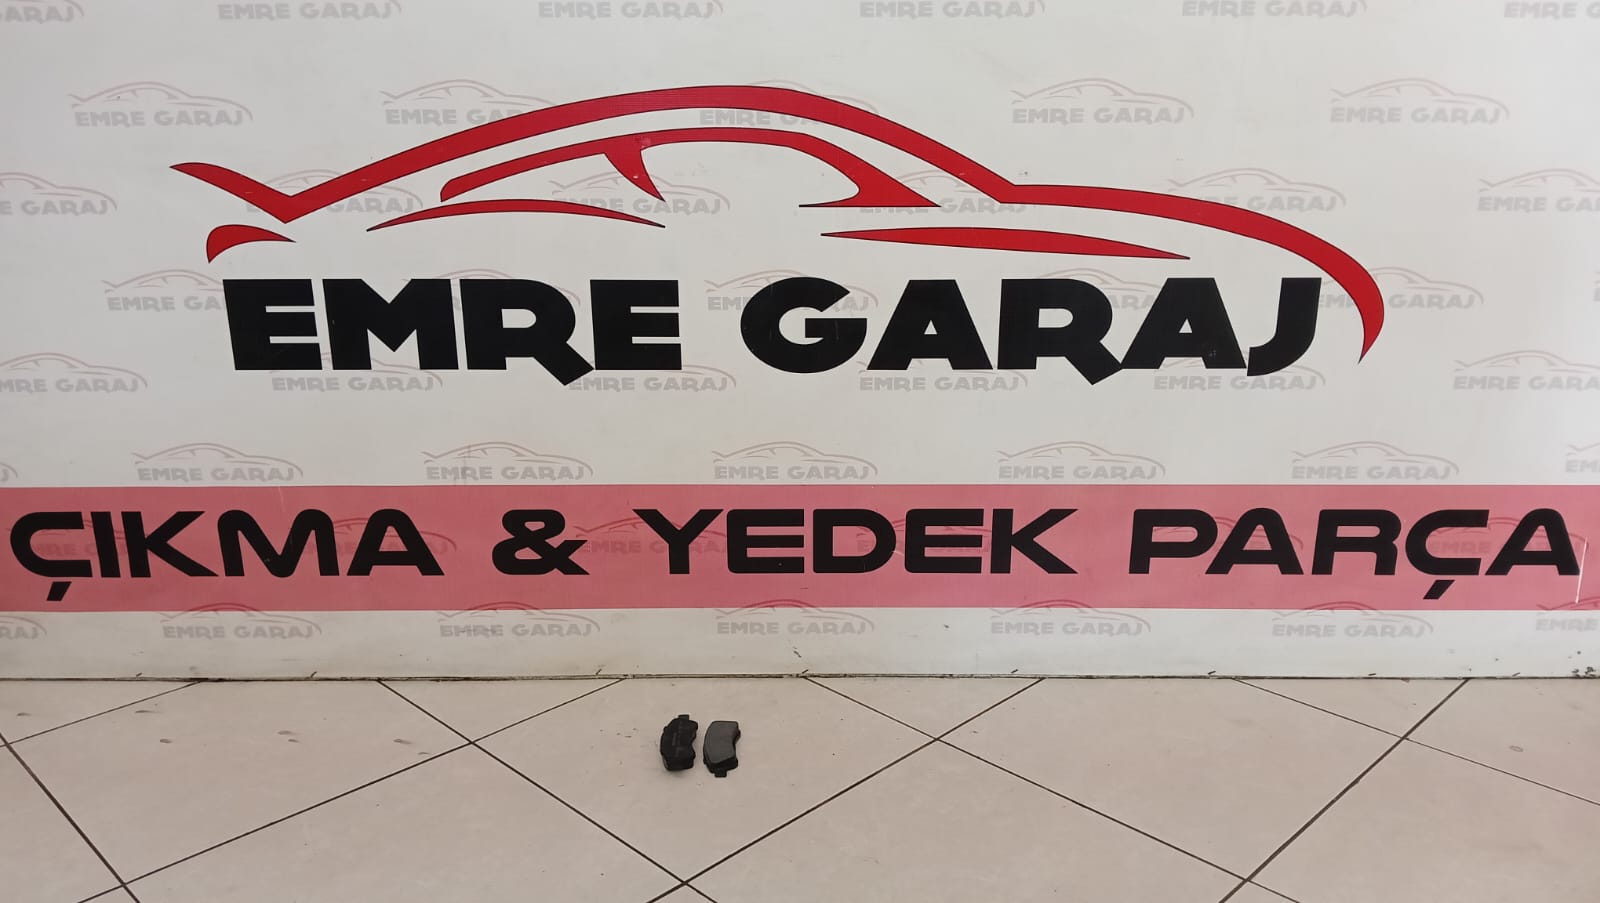 EMRE GARAJ
ÇIKMA & YEDEK PARÇA